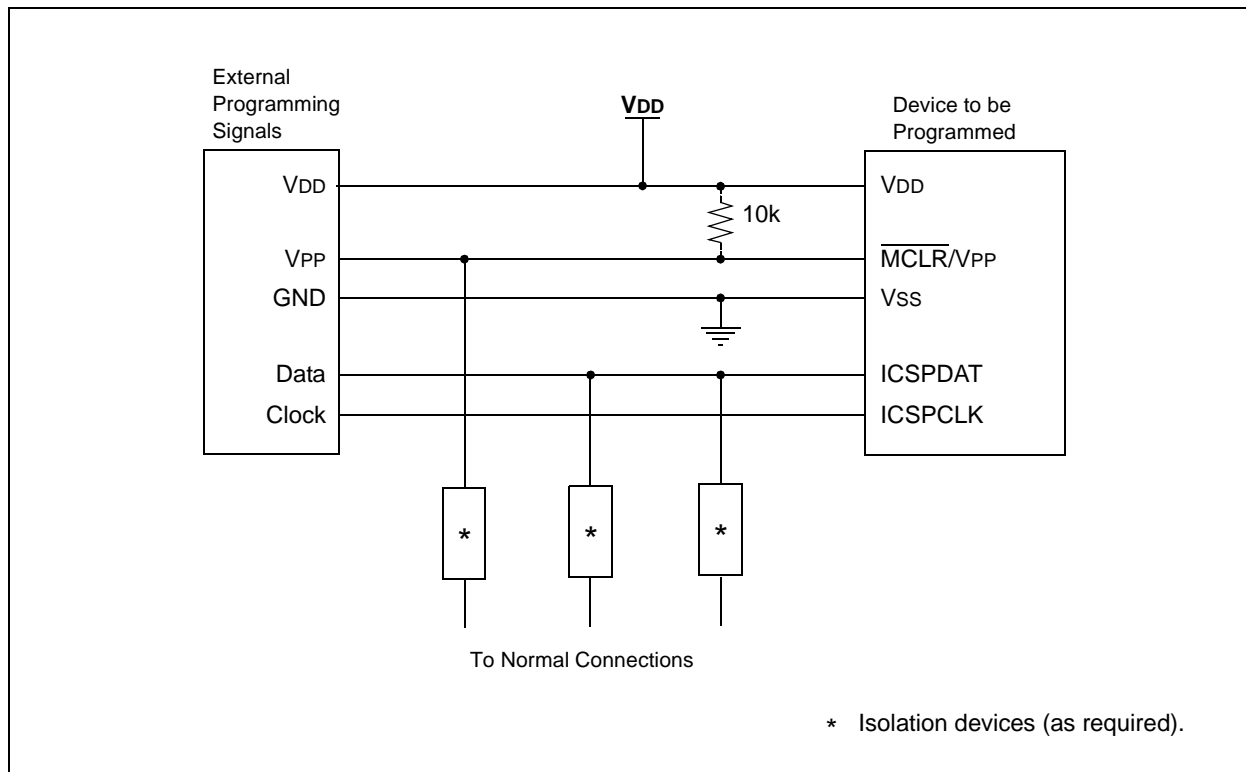 External
Programming
Signals
VDD
Device to be
Programmed
VDD
VDD
10k
VPP
MCLR/VPP
GND
VSS
Data
ICSPDAT
Clock
ICSPCLK
* * *
To Normal Connections
* Isolation devices (as required).